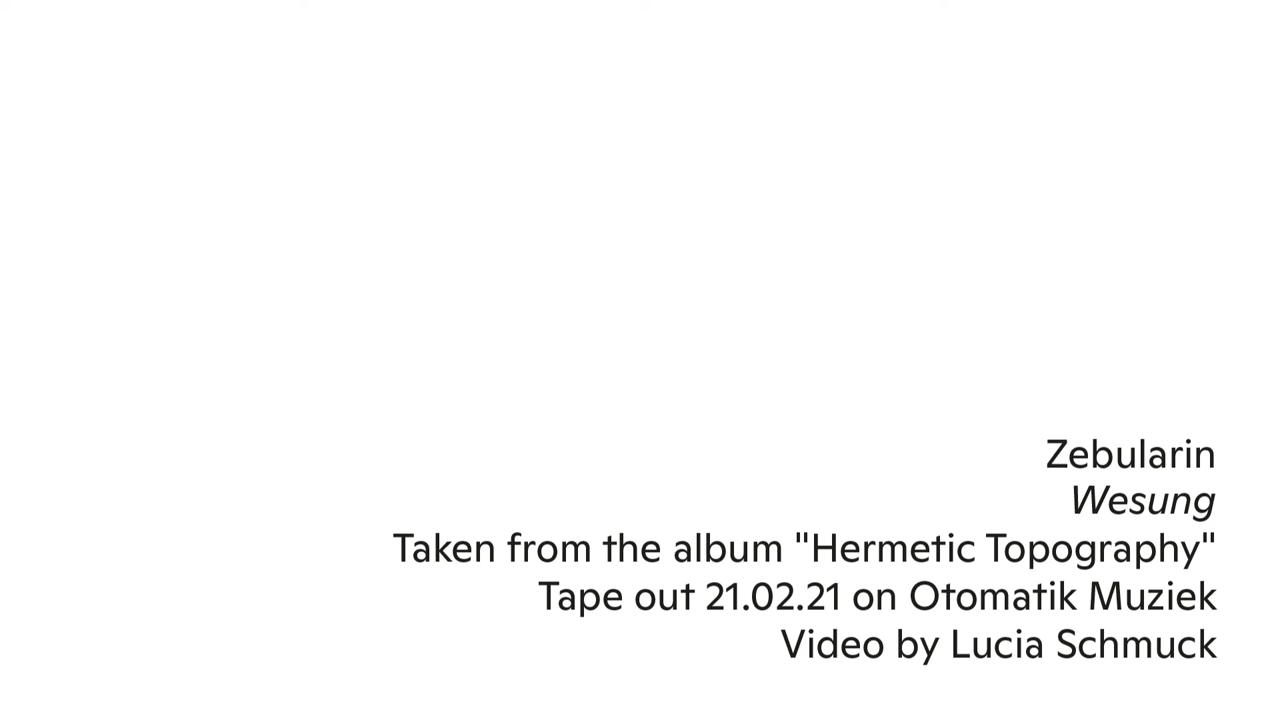 Zebularin
Wesung
Taken from the album "Hermetic Topography"
Tape out 21.02.21 on Otomatik Muziek
Video by Lucia Schmuck